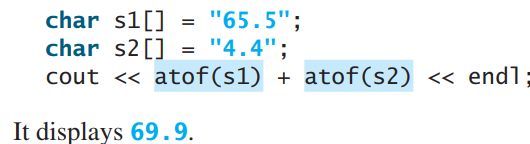 char s1[] = "65.5";
char s2[] = "4.4";
cout << atof(s1) + atof(s2) << endl;
It displays 69.9.